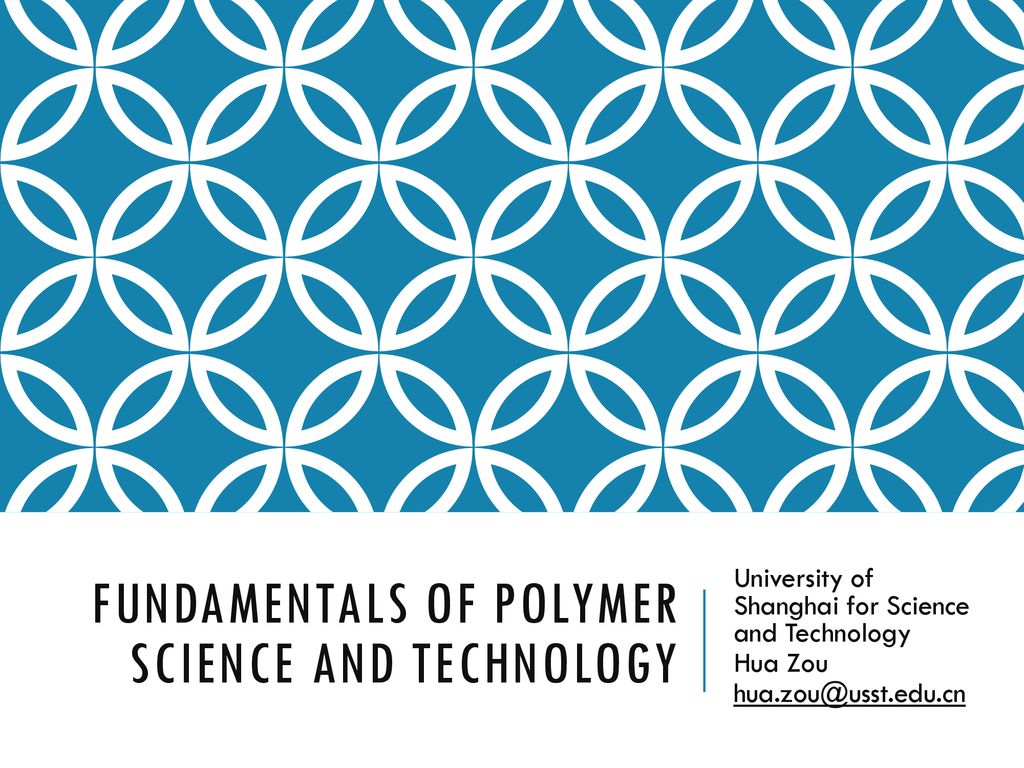 FUNDAMENTALS OF POLYMER
SCIENCE AND TECHNOLOGY
University of
Shanghai for Science
and Technology
Hua Zou
hua.zou@usst.edu.cn